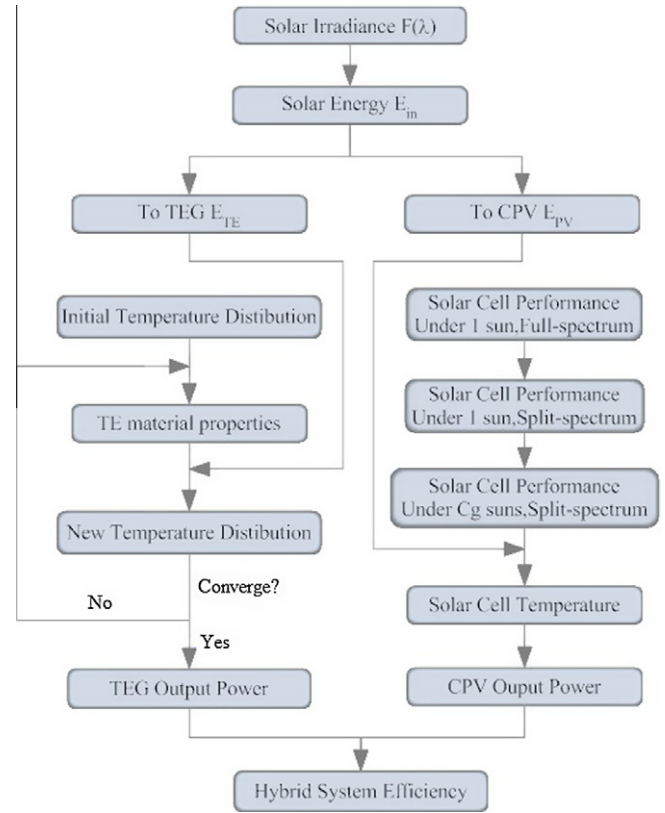 Solar Irradiance F(λ)
Solar Energy E_in
To TEG E_TE
To CPV E_PV
Initial Temperature Distibution
TE material properties
New Temperature Distibution
Converge?
No
Yes
TEG Output Power
Solar Cell Performance
Under 1 sun,Full-spectrum
Solar Cell Performance
Under 1 sun,Split-spectrum
Solar Cell Performance
Under Cg suns,Split-spectrum
Solar Cell Temperature
CPV Ouput Power
Hybrid System Efficiency